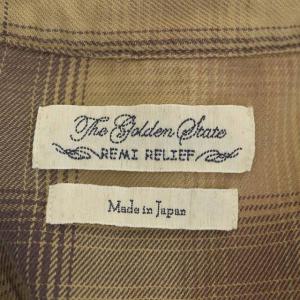 The Golden State
REMI RELIEF
Made in Japan